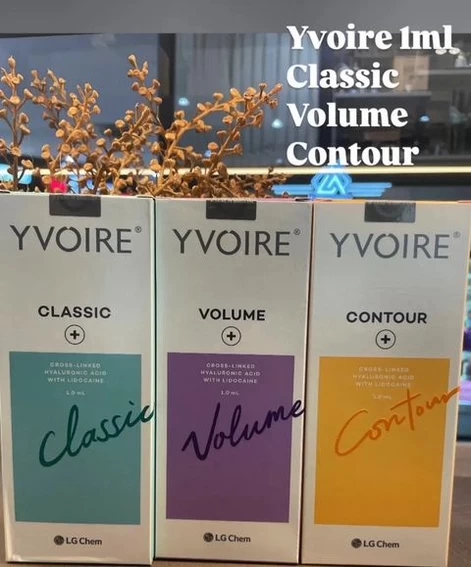 Yvoire 1ml
Classic
Volume
Contour
YVOIRE®
CLASSIC
+
CROSS-LINKED
HYALURONIC ACID
WITH LIDOCAINE
1.0 mL
Classic
LG Chem
YVOIRE®
VOLUME
+
CROSS-LINKED
HYALURONIC ACID
WITH LIDOCAINE
1.0 mL
Volume
LG Chem
YVOIRE®
CONTOUR
+
CROSS-LINKED
HYALURONIC ACID
WITH LIDOCAINE
1.0 mL
Contour
LG Chem